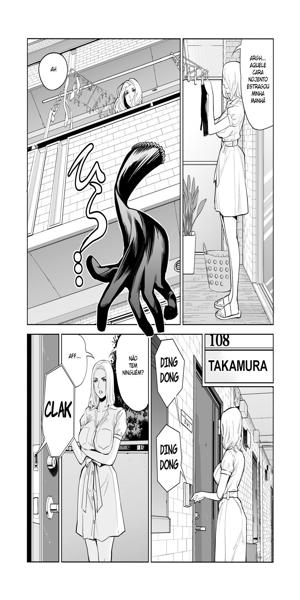 ARGH...
AQUELE
CARA
NOJENTO
ESTRAGOU
MINHA
MANHÃ
AH
108
TAKAMURA
DING
DONG
DING
DONG
NÃO
TEM
NINGUÉM?
AFF...
CLAK